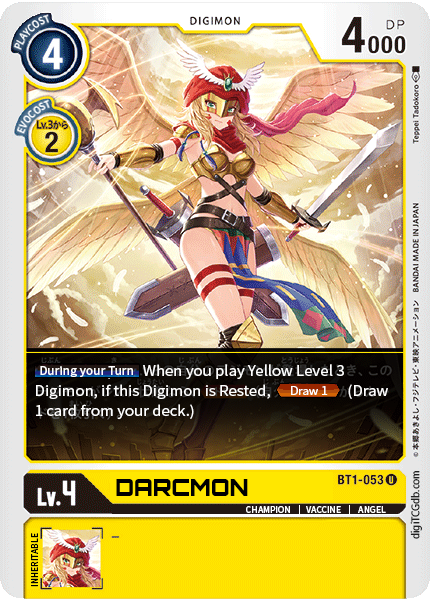 DIGIMON
PLAYCOST
4
DP
4000
EVOCOST
Lv.3から
2
Teppei Tadokoro
BANDAI MADE IN JAPAN
© 本郷あきよし・フジテレビ・東映アニメーション
During your Turn When you play Yellow Level 3
Digimon, if this Digimon is Rested, Draw 1 (Draw
1 card from your deck.)
BT1-053 U
Lv.4 DARCMON
CHAMPION | VACCINE | ANGEL
digiTCGdb.com
INHERITABLE
–